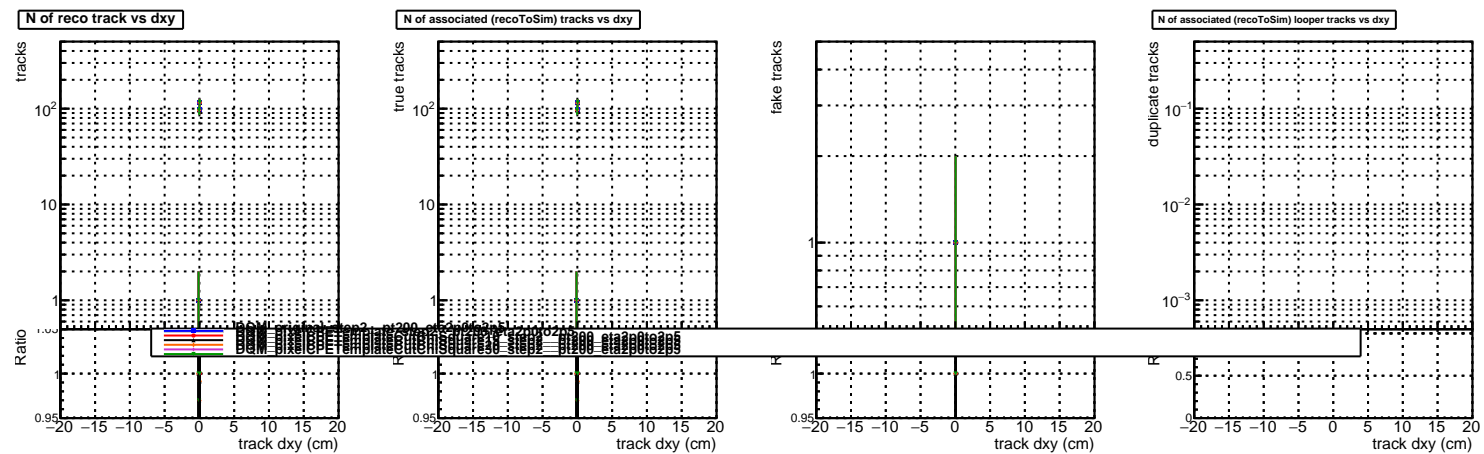 N of reco track vs dxy
tracks
10²
10
1
Ratio
1.05
1
0.95
−20 −15 −10 −5 0 5 10 15 20
track dxy (cm)
N of associated (recoToSim) tracks vs dxy
true tracks
10²
10
1
1
0.95
−20 −15 −10 −5 0 5 10 15 20
track dxy (cm)
fake tracks
1
1
0.95
−20 −15 −10 −5 0 5 10 15 20
track dxy (cm)
N of associated (recoToSim) looper tracks vs dxy
duplicate tracks
10⁻¹
10⁻²
10⁻³
0.5
0
−20 −15 −10 −5 0 5 10 15 20
track dxy (cm)